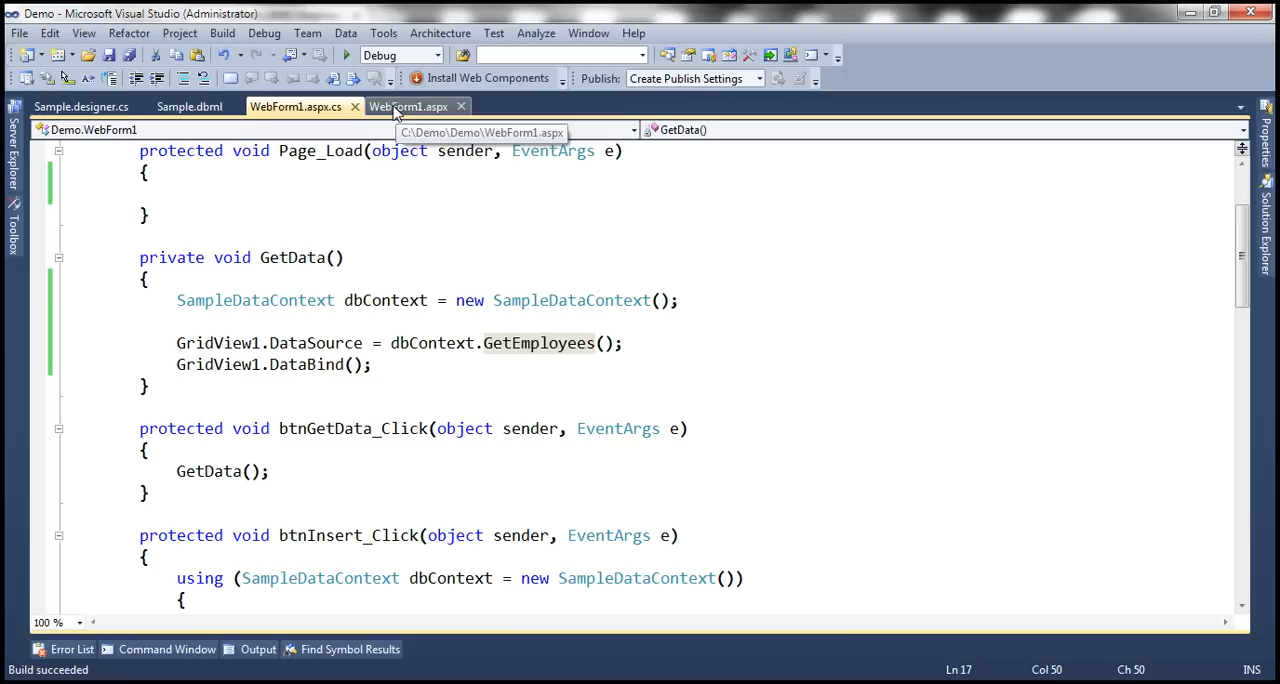 Demo - Microsoft Visual Studio (Administrator)
File Edit View Refactor Project Build Debug Team Data Tools Architecture Test Analyze Window Help
Debug
Install Web Components Publish: Create Publish Settings
Sample.designer.cs Sample.dbml WebForm1.aspx.cs WebForm1.aspx
C:\Demo\Demo\WebForm1.aspx
Demo.WebForm1 GetData()
Server Explorer
Toolbox
Properties
Solution Explorer
protected void Page_Load(object sender, EventArgs e)
{
}
private void GetData()
{
SampleDataContext dbContext = new SampleDataContext();
GridView1.DataSource = dbContext.GetEmployees();
GridView1.DataBind();
}
protected void btnGetData_Click(object sender, EventArgs e)
{
GetData();
}
protected void btnInsert_Click(object sender, EventArgs e)
{
using (SampleDataContext dbContext = new SampleDataContext())
{
100 %
Error List Command Window Output Find Symbol Results
Build succeeded Ln 17 Col 50 Ch 50 INS